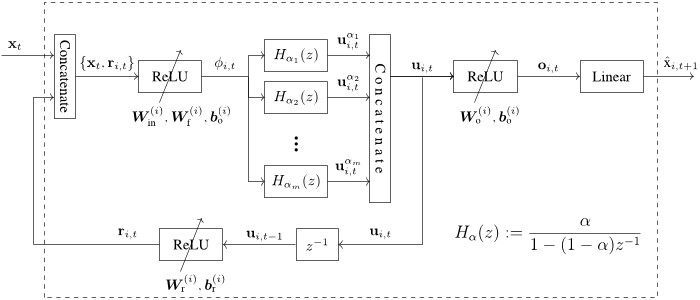 𝐱_t
Concatenate
{𝐱_t, 𝐫_{i,t}}
ReLU
𝑾_in^{(i)}, 𝑾_f^{(i)}, 𝒃_o^{(i)}
ϕ_{i,t}
H_{α_1}(z)
𝐮_{i,t}^{α_1}
H_{α_2}(z)
𝐮_{i,t}^{α_2}
⋮
H_{α_m}(z)
𝐮_{i,t}^{α_m}
Concatenate
𝐮_{i,t}
ReLU
𝑾_o^{(i)}, 𝒃_o^{(i)}
𝐨_{i,t}
Linear
x̂_{i,t+1}
𝐫_{i,t}
ReLU
𝑾_r^{(i)}, 𝒃_r^{(i)}
𝐮_{i,t−1}
z^{−1}
𝐮_{i,t}
H_α(z) := α / (1 − (1 − α)z^{−1})